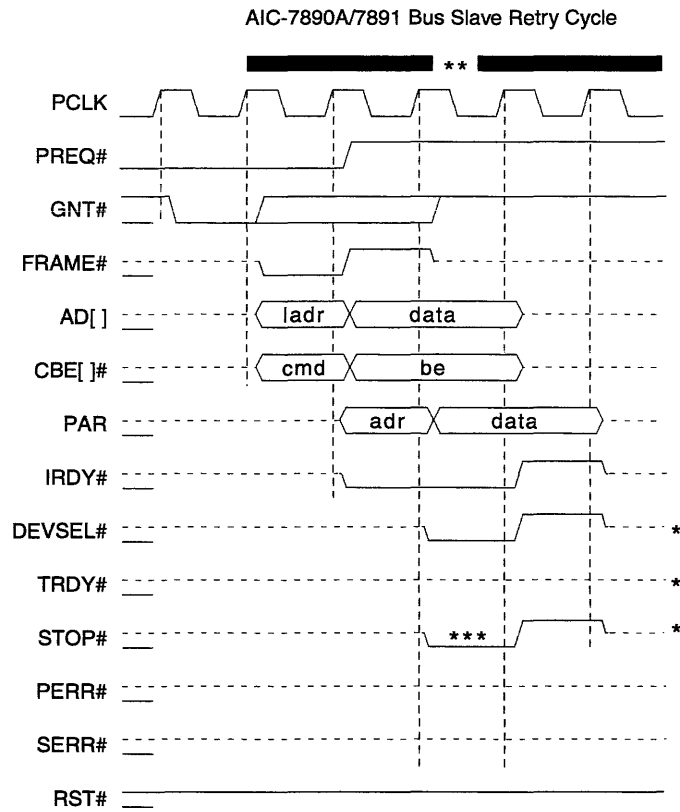 AIC-7890A/7891 Bus Slave Retry Cycle
**
PCLK
PREQ#
GNT#
FRAME#
AD[ ] ladr data
CBE[ ]# cmd be
PAR adr data
IRDY#
DEVSEL# *
TRDY# *
STOP# *** *
PERR#
SERR#
RST#